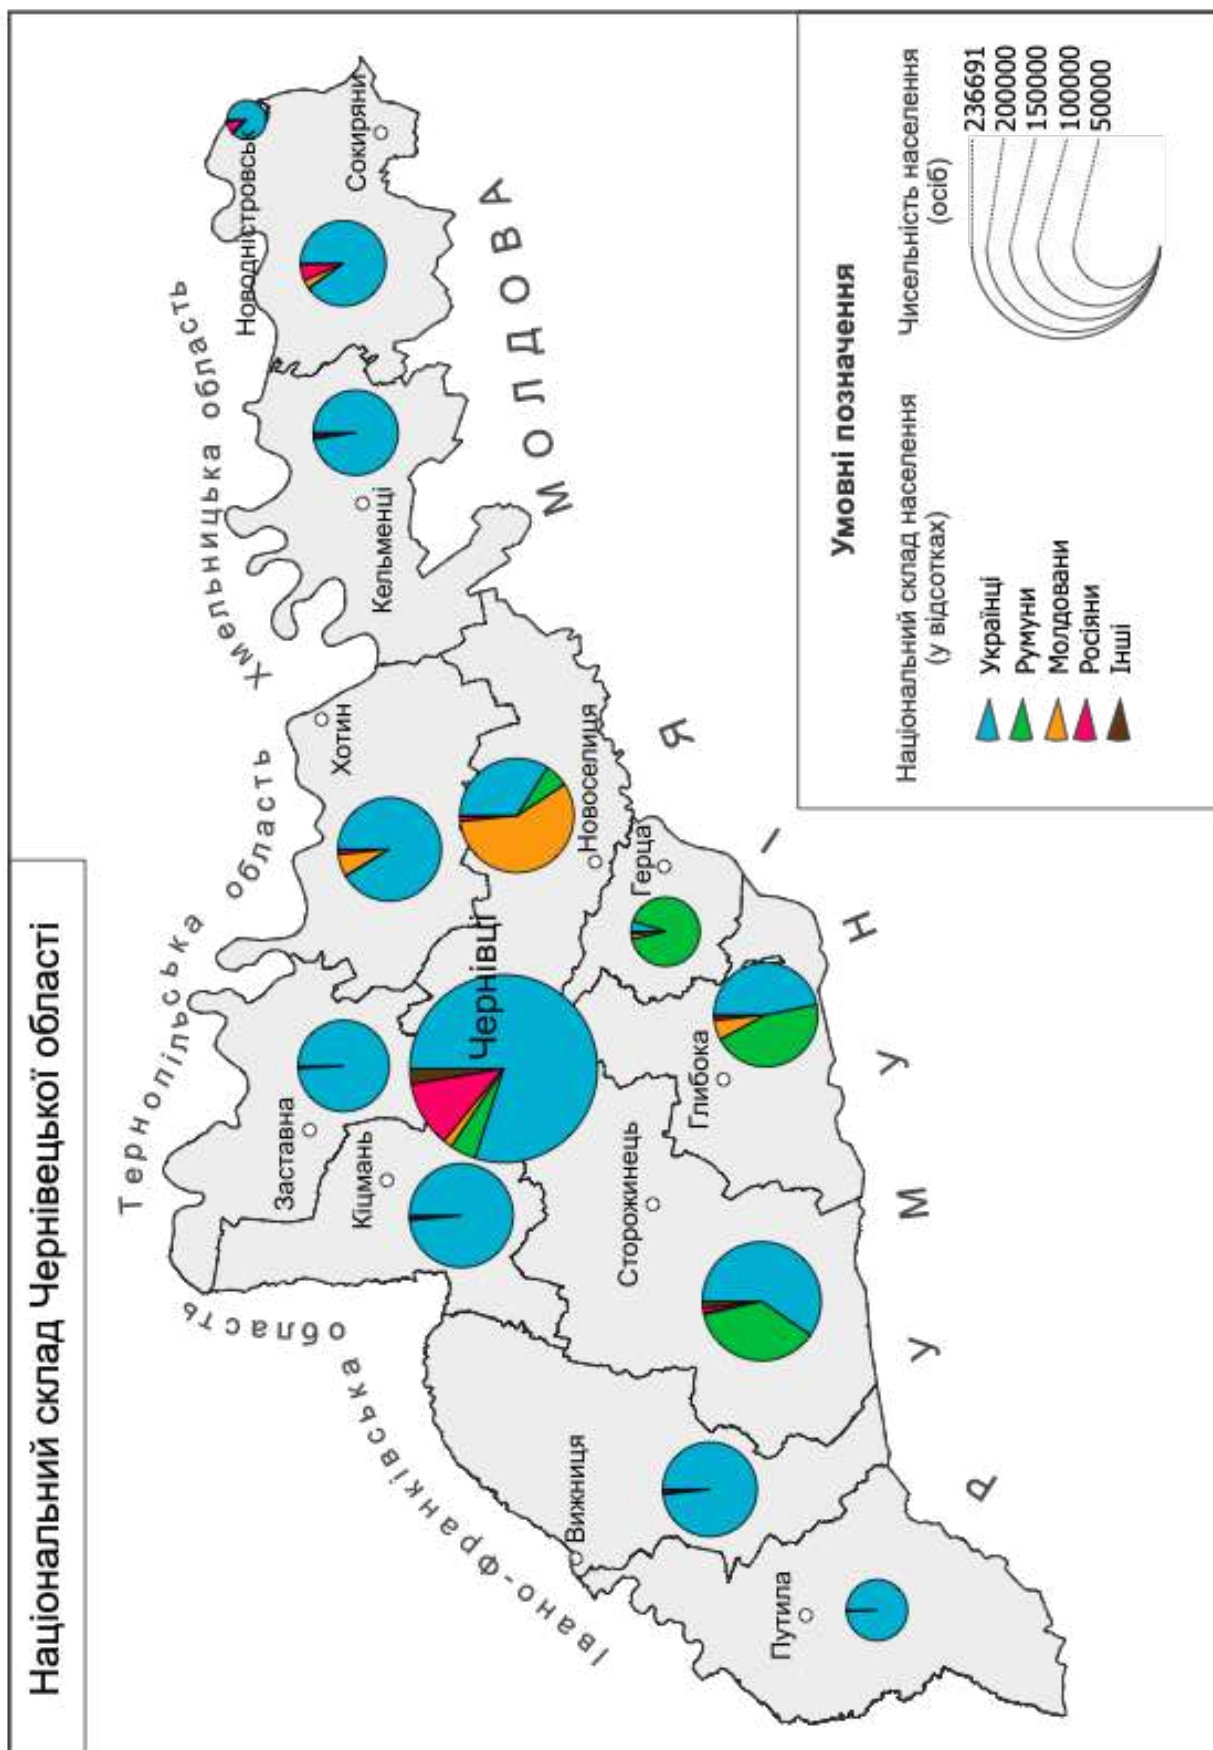 Національний склад Чернівецької області
Тернопільська область
Хмельницька область
Івано-франківська область
МОЛДОВА
РУМУНІЯ
Новодністровськ
Сокиряни
Кельменці
Хотин
Новоселиця
Герца
Чернівці
Заставна
Кіцмань
Глибока
Сторожинець
Вижниця
Путила
Умовні позначення
Національний склад населення
(у відсотках)
Українці
Румуни
Молдовани
Росіяни
Інші
Чисельність населення
(осіб)
236691
200000
150000
100000
50000